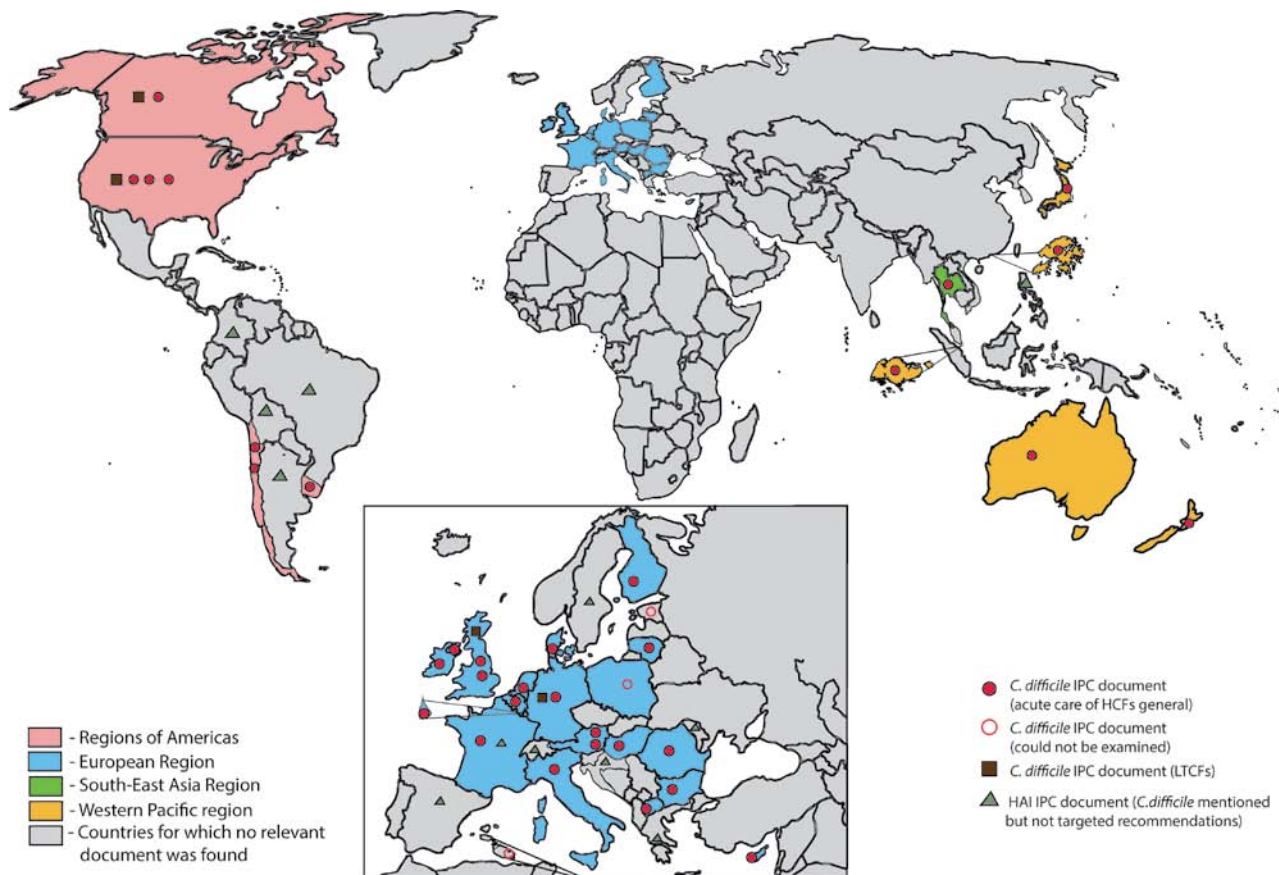 - Regions of Americas
- European Region
- South-East Asia Region
- Western Pacific region
- Countries for which no relevant
document was found
C. difficile IPC document
(acute care of HCFs general)
C. difficile IPC document
(could not be examined)
C. difficile IPC document (LTCFs)
HAI IPC document (C.difficile mentioned
but not targeted recommendations)